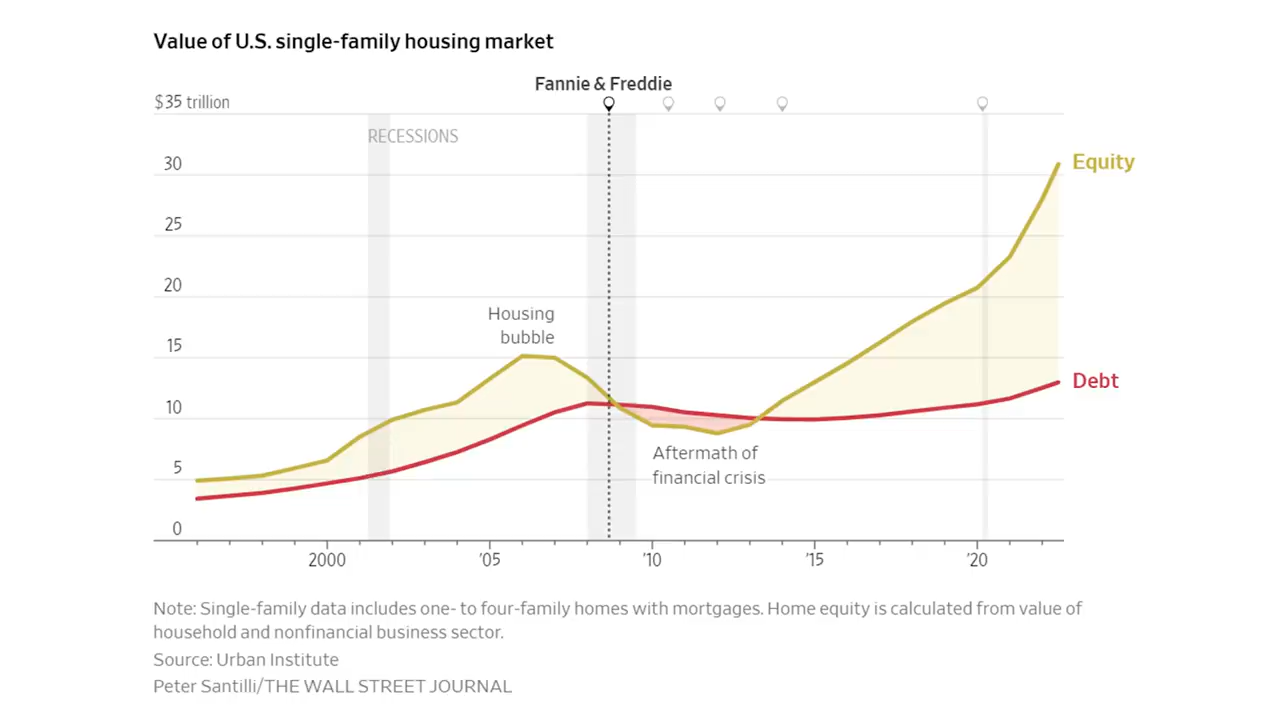 Value of U.S. single-family housing market
Fannie & Freddie
$35 trillion
RECESSIONS
30
Equity
25
20
Housing
bubble
15
Debt
10
Aftermath of
financial crisis
5
0
2000
’05
’10
’15
’20
Note: Single-family data includes one- to four-family homes with mortgages. Home equity is calculated from value of
household and nonfinancial business sector.
Source: Urban Institute
Peter Santilli/THE WALL STREET JOURNAL